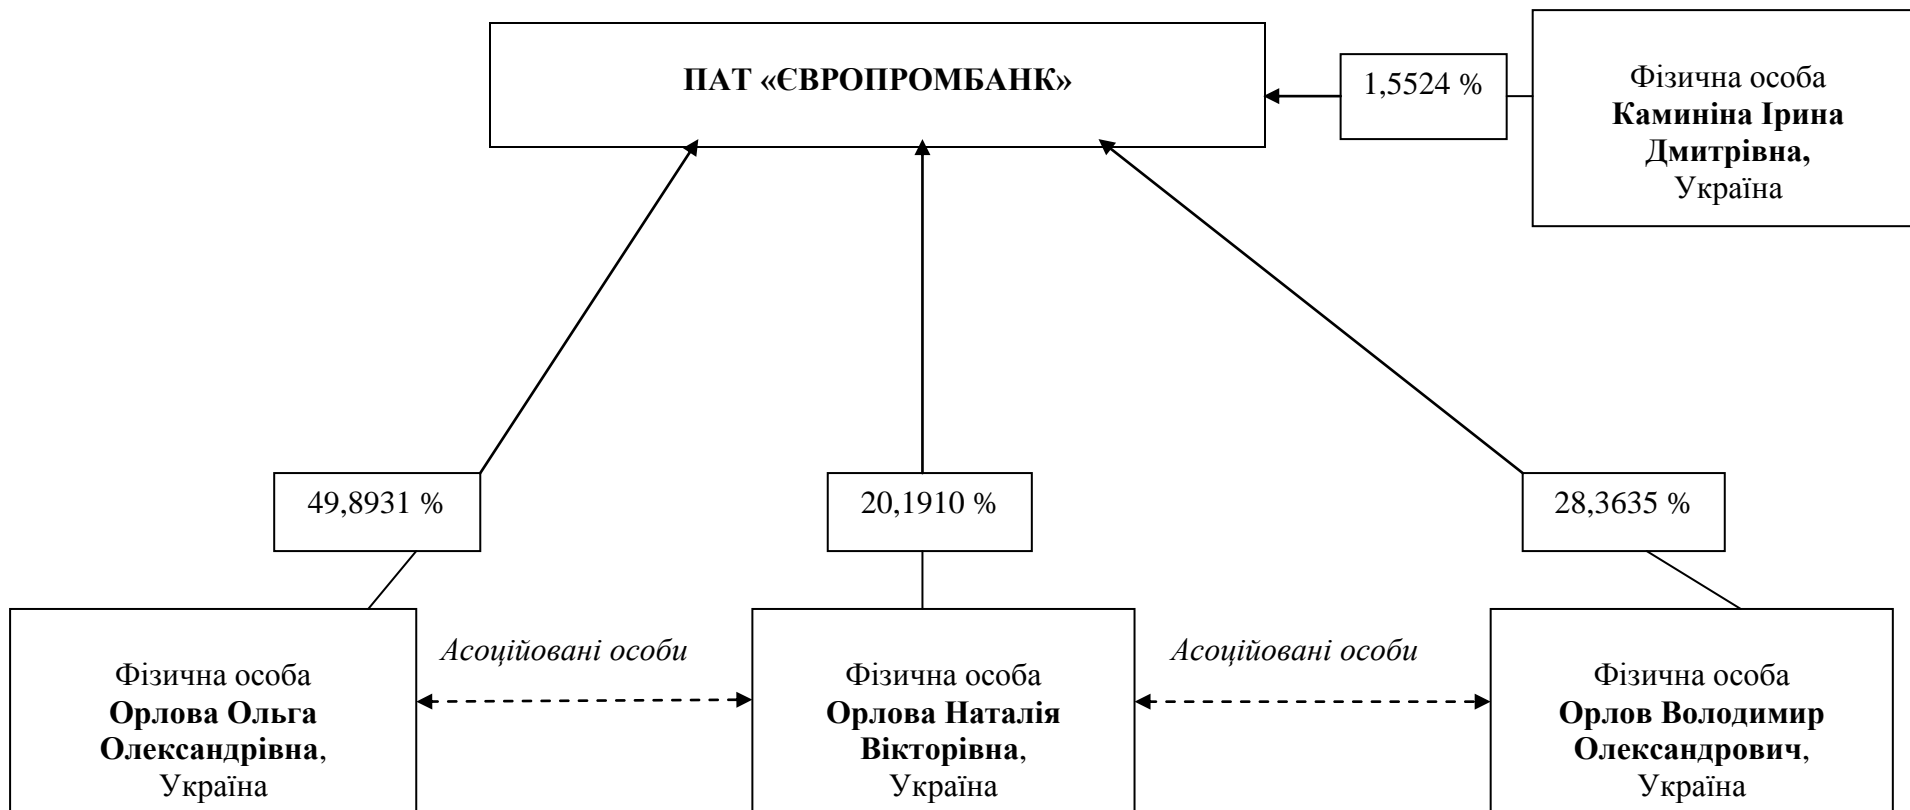 ПАТ «ЄВРОПРОМБАНК»
1,5524 %
Фізична особа
Каминіна Ірина
Дмитрівна,
Україна
49,8931 %
20,1910 %
28,3635 %
Фізична особа
Орлова Ольга
Олександрівна,
Україна
Асоційовані особи
Фізична особа
Орлова Наталія
Вікторівна,
Україна
Асоційовані особи
Фізична особа
Орлов Володимир
Олександрович,
Україна